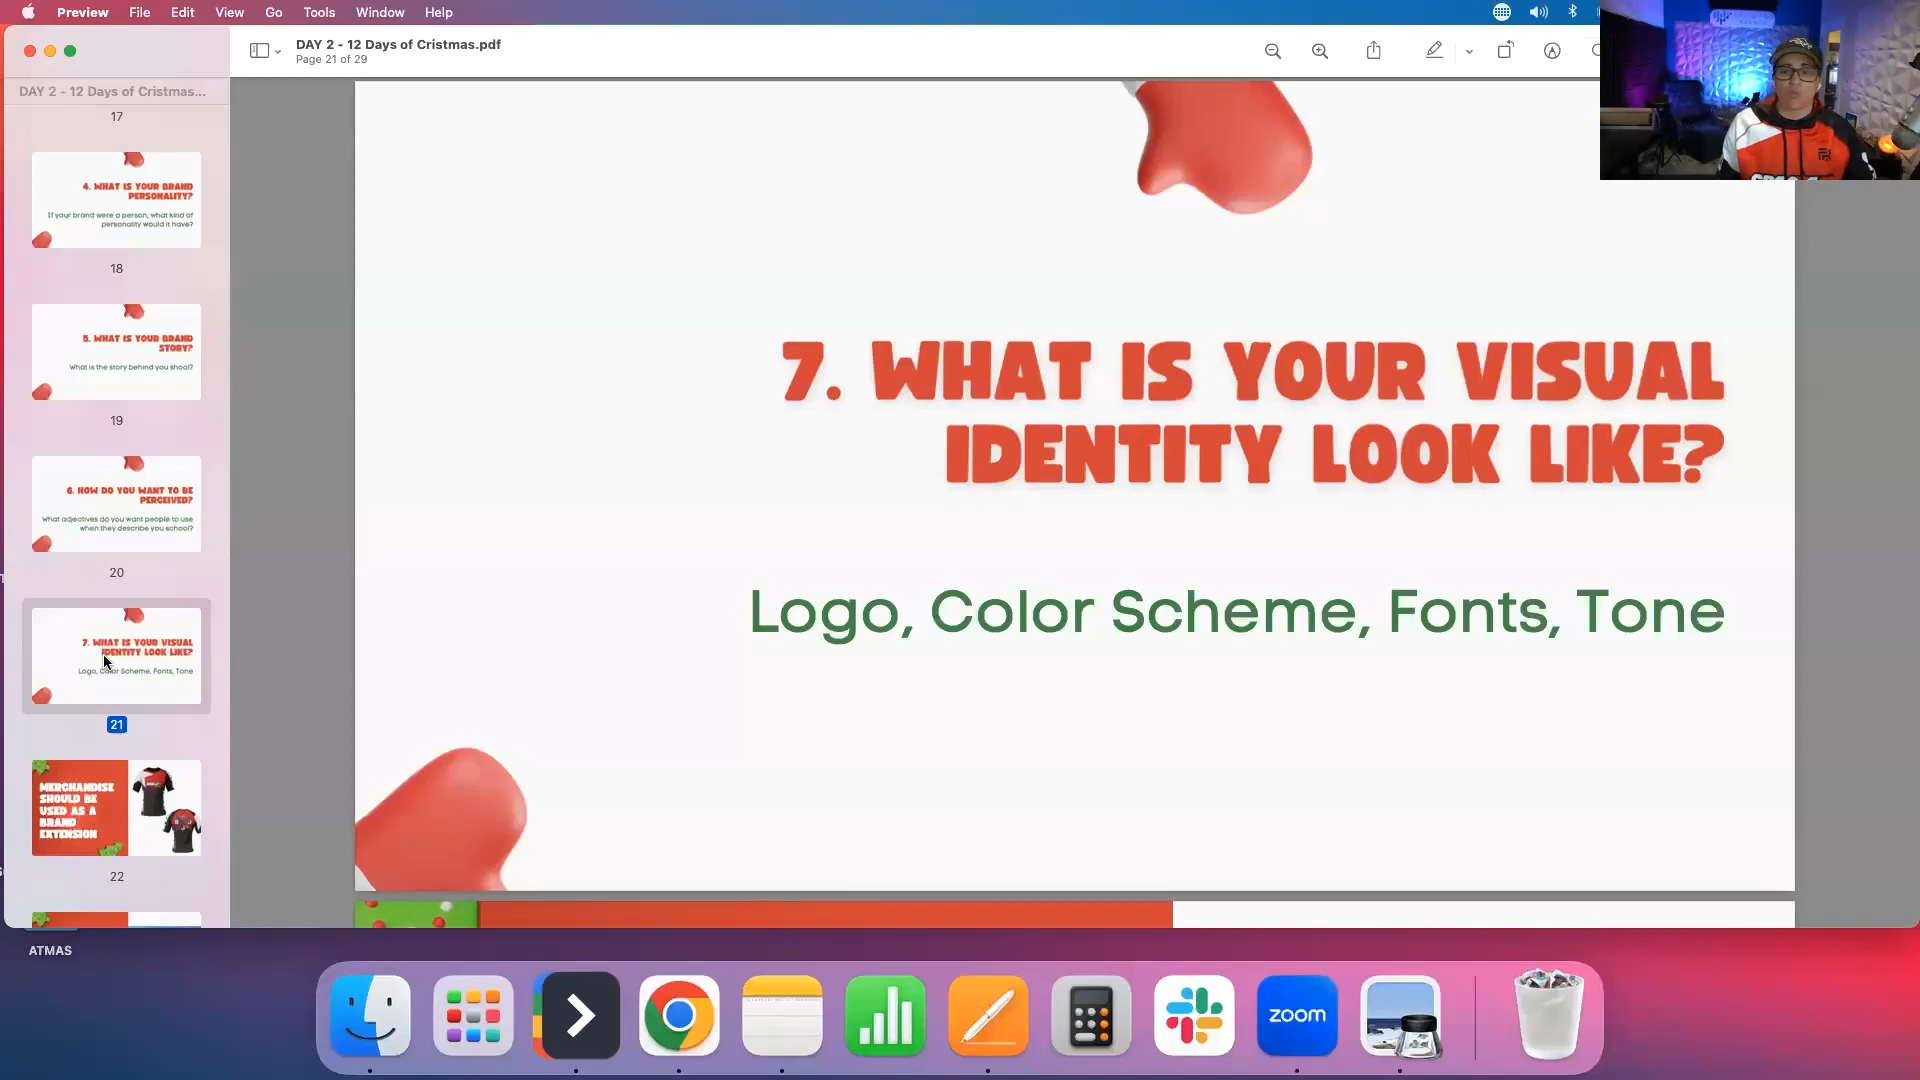 Preview File Edit View Go Tools Window Help
DAY 2 - 12 Days of Cristmas.pdf
Page 21 of 29
DAY 2 - 12 Days of Cristmas...
17
4. WHAT IS YOUR BRAND
PERSONALITY?
If your brand were a person, what kind of
personality would it have?
18
5. WHAT IS YOUR BRAND
STORY?
What is the story behind you shool?
19
6. HOW DO YOU WANT TO BE
PERCEIVED?
What adjectives do you want people to use
when they describe you school?
20
7. WHAT IS YOUR VISUAL
IDENTITY LOOK LIKE?
Logo, Color Scheme, Fonts, Tone
21
MERCHANDISE
SHOULD BE
USED AS A
BRAND
EXTENSION
22
7. WHAT IS YOUR VISUAL
IDENTITY LOOK LIKE?
Logo, Color Scheme, Fonts, Tone
ATMAS
zoom